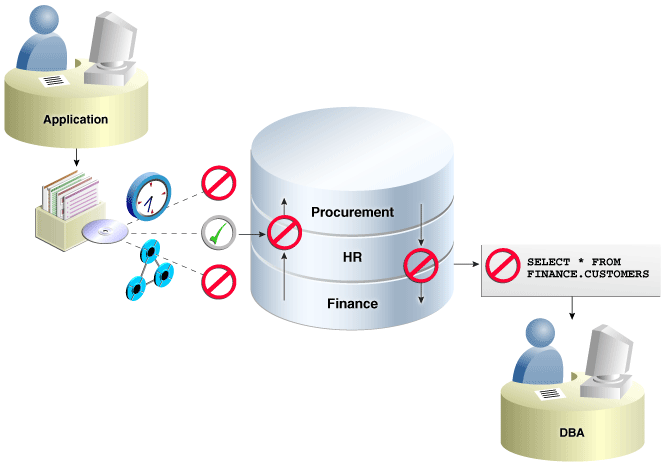 Application
Procurement
HR
Finance
SELECT * FROM
FINANCE.CUSTOMERS
DBA